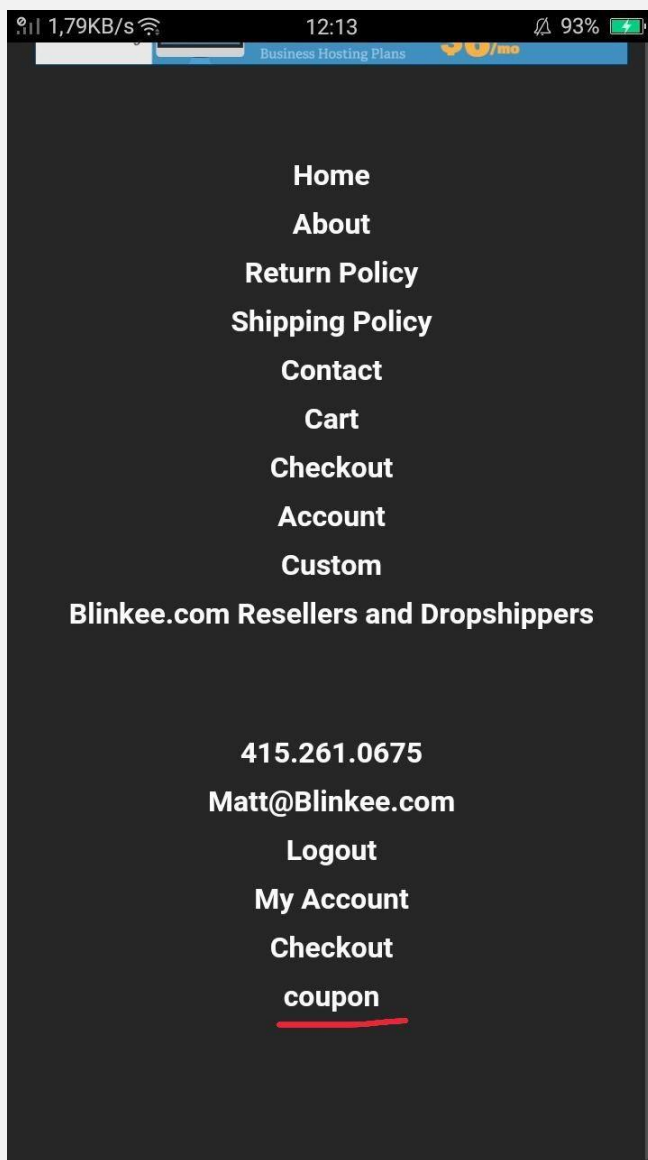 1,79KB/s 12:13 93%
Business Hosting Plans /mo
Home
About
Return Policy
Shipping Policy
Contact
Cart
Checkout
Account
Custom
Blinkee.com Resellers and Dropshippers
415.261.0675
Matt@Blinkee.com
Logout
My Account
Checkout
coupon